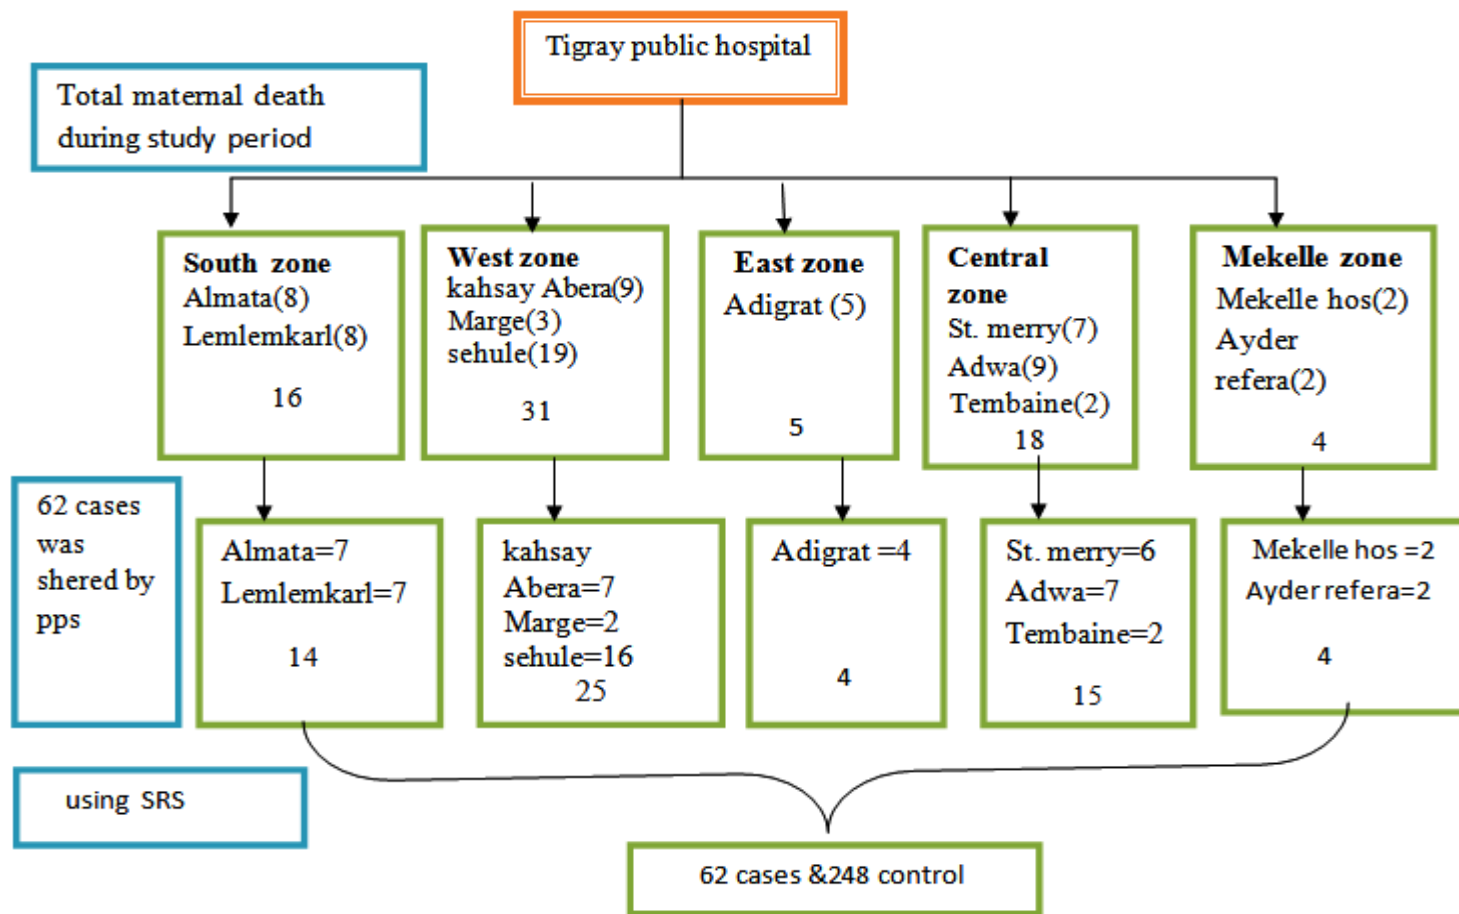 Tigray public hospital
Total maternal death
during study period
South zone
Almata(8)
Lemlemkarl(8)
16
West zone
kahsay Abera(9)
Marge(3)
sehule(19)
31
East zone
Adigrat (5)
5
Central
zone
St. merry(7)
Adwa(9)
Tembaine(2)
18
Mekelle zone
Mekelle hos(2)
Ayder
refera(2)
4
62 cases
was
shered by
pps
Almata=7
Lemlemkarl=7
14
kahsay
Abera=7
Marge=2
sehule=16
25
Adigrat =4
4
St. merry=6
Adwa=7
Tembaine=2
15
Mekelle hos =2
Ayder refera=2
4
using SRS
62 cases &248 control